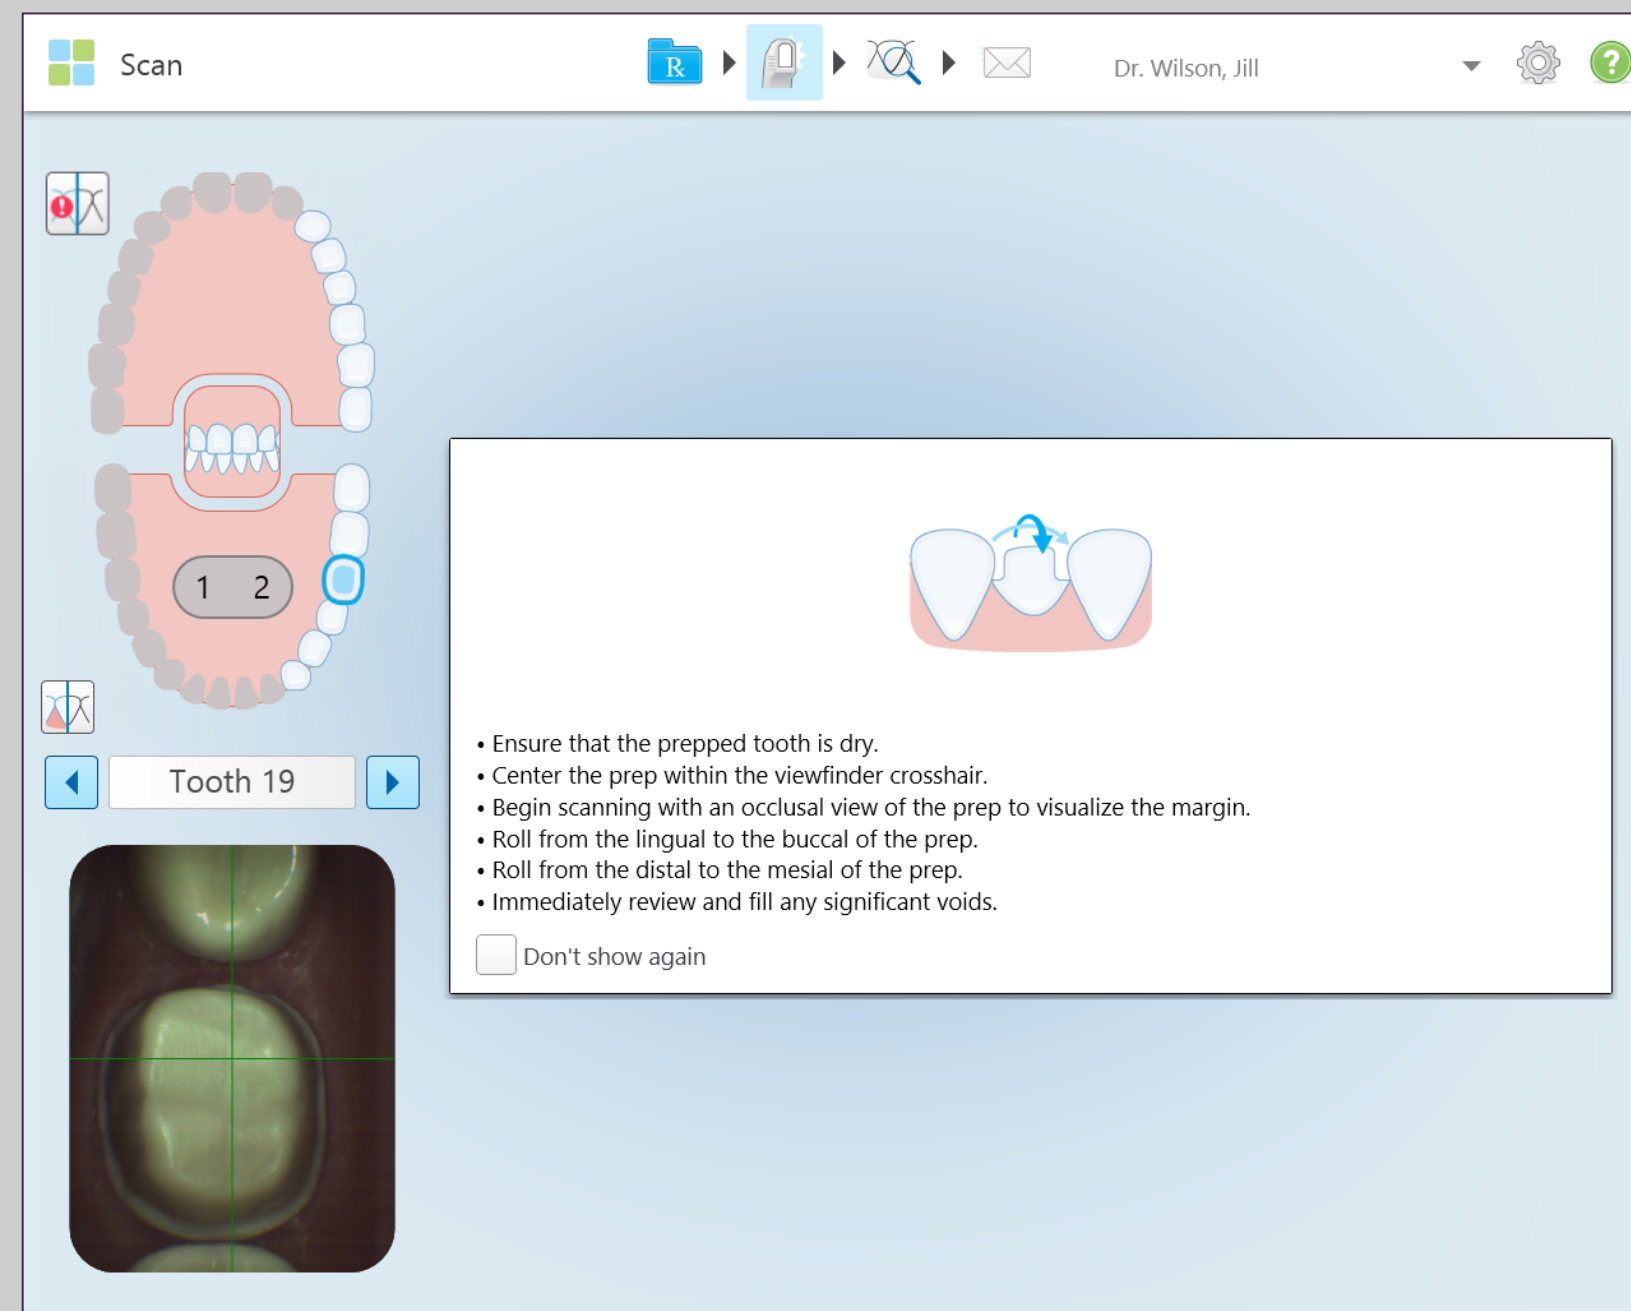 Scan
R
Dr. Wilson, Jill
?
!
1 2
Tooth 19
• Ensure that the prepped tooth is dry.
• Center the prep within the viewfinder crosshair.
• Begin scanning with an occlusal view of the prep to visualize the margin.
• Roll from the lingual to the buccal of the prep.
• Roll from the distal to the mesial of the prep.
• Immediately review and fill any significant voids.
Don't show again